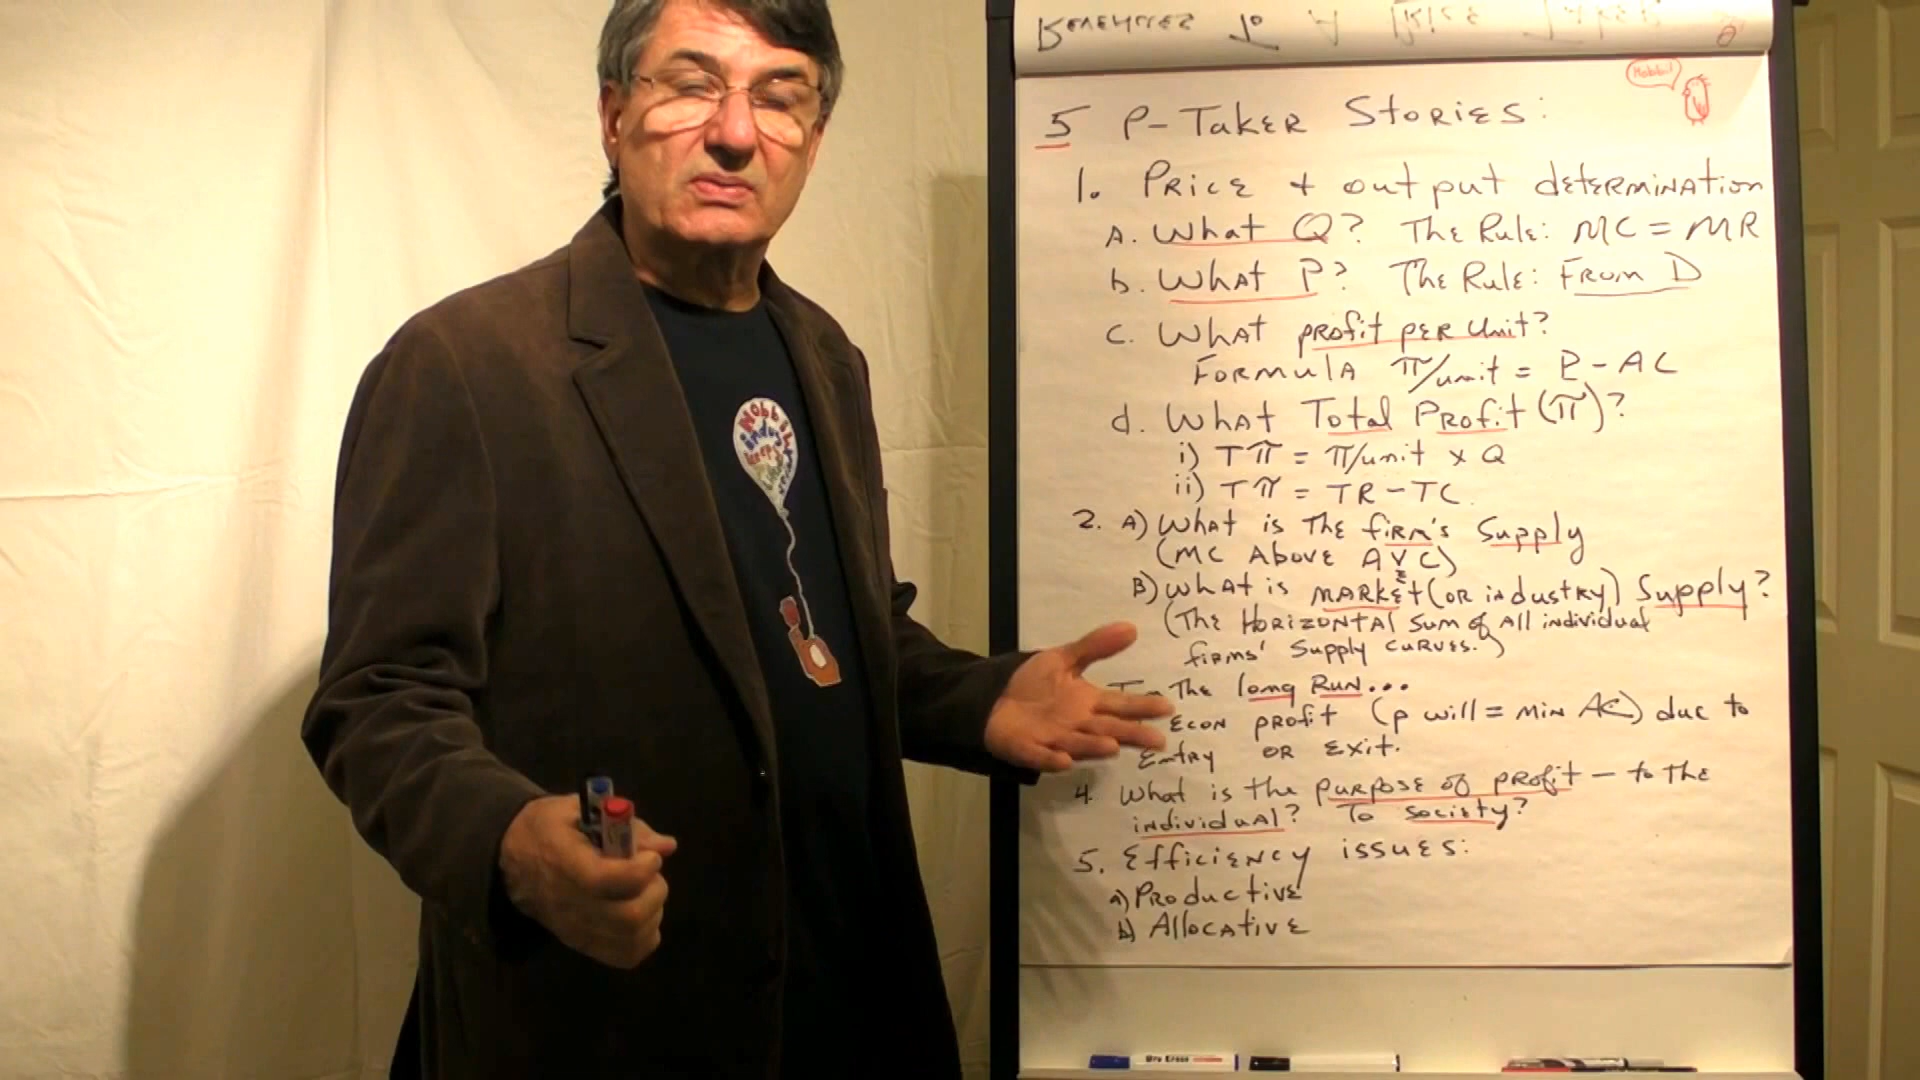 Mobbil
5 P-Taker Stories:
1. Price + output determination
A. What Q? The Rule: MC = MR
b. What P? The Rule: From D
c. What profit per unit?
Formula π/unit = P - AC
d. What Total Profit (π)?
i) Tπ = π/unit x Q
ii) Tπ = TR - TC
2. A) What is the firm's Supply
(MC Above AVC)
B) What is market (or industry) Supply?
(The Horizontal sum of all individual
firms' supply curves.)
The long Run...
econ profit (p will = min AC) due to
Entry or exit.
4. What is the purpose of profit - to the
individual? To society?
5. Efficiency issues:
a) Productive
b) Allocative
Dry Erase